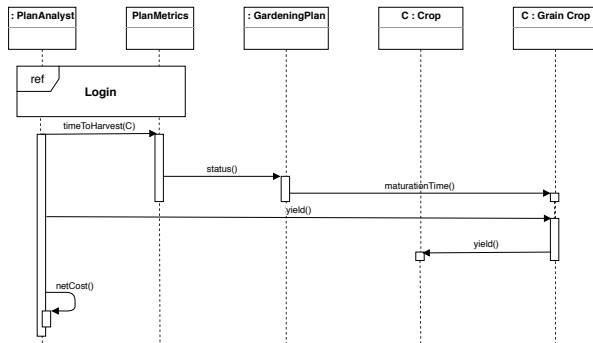 : PlanAnalyst PlanMetrics : GardeningPlan C : Crop C : Grain Crop
ref
Login
timeToHarvest(C)
status()
maturationTime()
yield()
yield()
netCost()